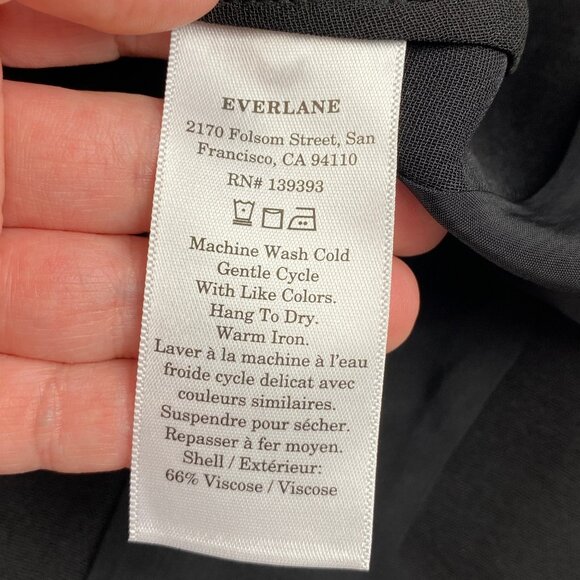 EVERLANE
2170 Folsom Street, San
Francisco, CA 94110
RN# 139393
Machine Wash Cold
Gentle Cycle
With Like Colors.
Hang To Dry.
Warm Iron.
Laver à la machine à l'eau
froide cycle delicat avec
couleurs similaires.
Suspendre pour sécher.
Repasser à fer moyen.
Shell / Extérieur:
66% Viscose / Viscose